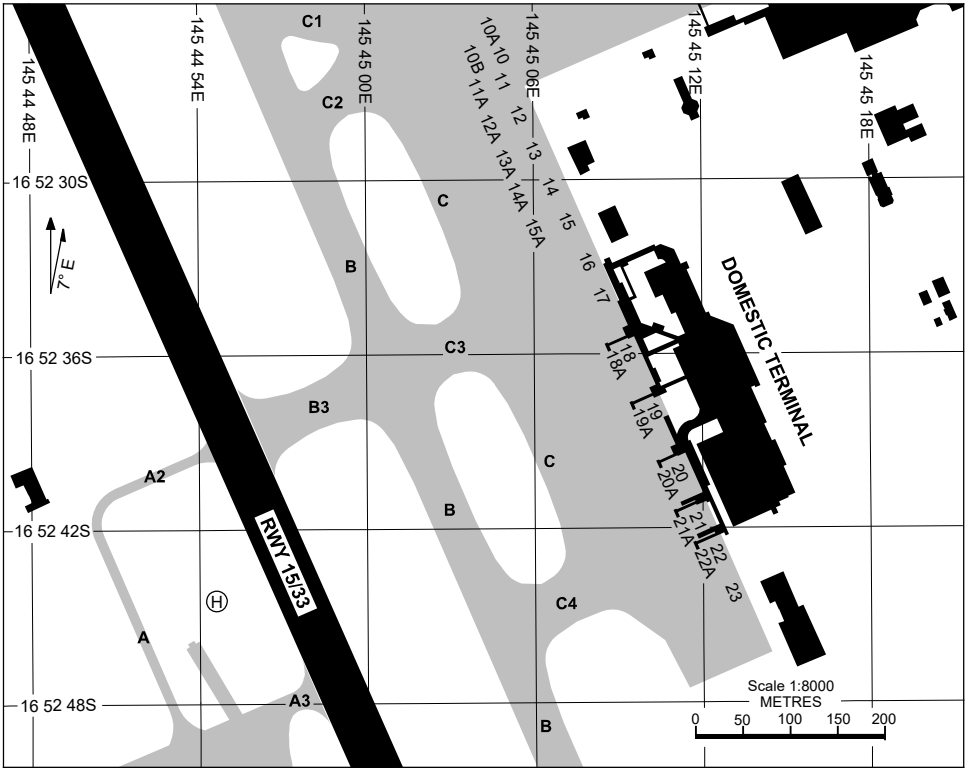 C1
145 44 48E
145 44 54E
145 45 00E
145 45 06E
145 45 12E
145 45 18E
10A
10
10B
11
C2
11A
12
12A
13
16 52 30S
13A
14
14A
C
15
15A
7° E
B
16
17
DOMESTIC TERMINAL
C3
18
16 52 36S
18A
B3
19
19A
C
A2
20
20A
B
21
16 52 42S
21A
22
22A
RWY 15/33
23
H
C4
A
Scale 1:8000
METRES
16 52 48S
A3
0 50 100 150 200
B